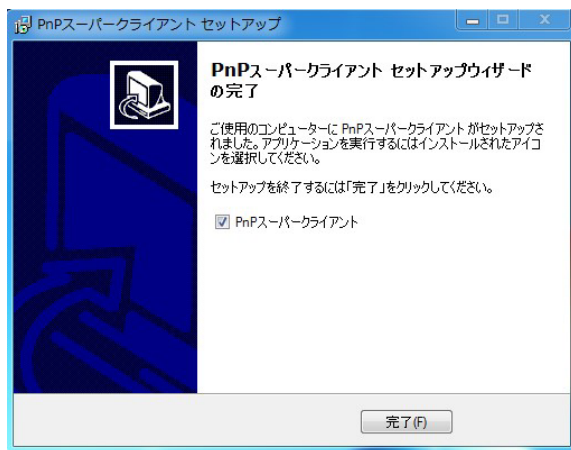 PnPスーパークライアント セットアップ
PnPスーパークライアント セットアップウィザード
の完了
ご使用のコンピューターに PnPスーパークライアント がセットアップさ
れました。アプリケーションを実行するにはインストールされたアイコ
ンを選択してください。
セットアップを終了するには「完了」をクリックしてください。
PnPスーパークライアント
完了(F)